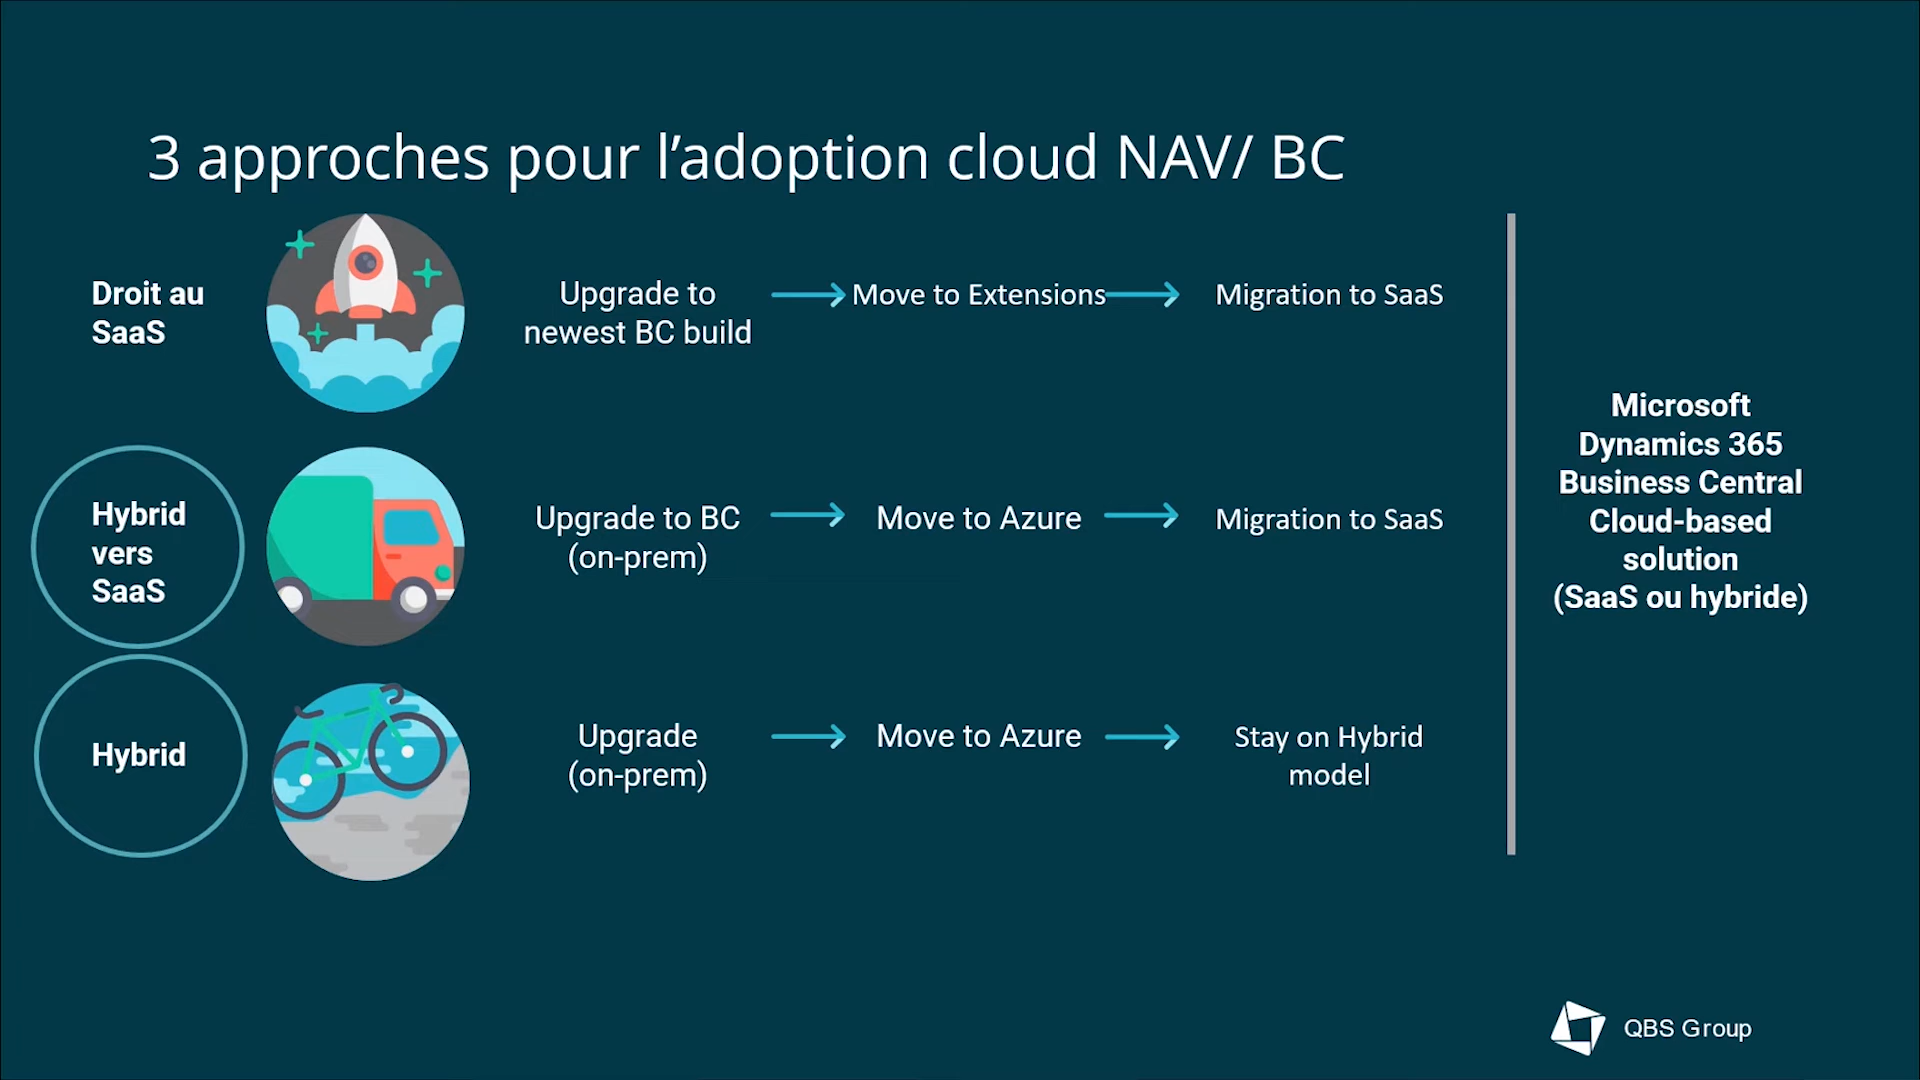 3 approches pour l’adoption cloud NAV/ BC
Droit au
SaaS
Upgrade to
newest BC build
Move to Extensions
Migration to SaaS
Hybrid
vers
SaaS
Upgrade to BC
(on-prem)
Move to Azure
Migration to SaaS
Hybrid
Upgrade
(on-prem)
Move to Azure
Stay on Hybrid
model
Microsoft
Dynamics 365
Business Central
Cloud-based
solution
(SaaS ou hybride)
QBS Group